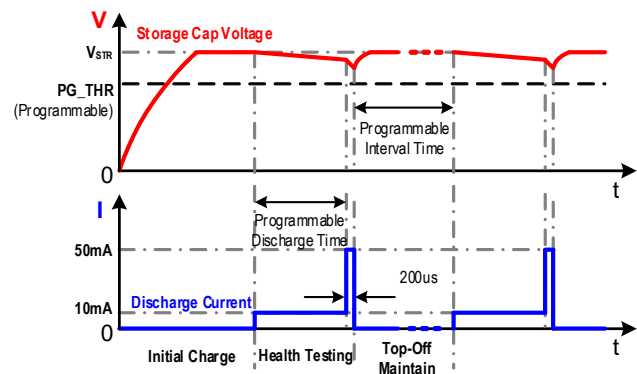 V
Storage Cap Voltage
VSTR
PG_THR
(Programmable)
Programmable
Interval Time
0
t
I
Programmable
Discharge Time
50mA
200us
10mA
Discharge Current
0
t
Initial Charge
Health Testing
Top-Off
Maintain